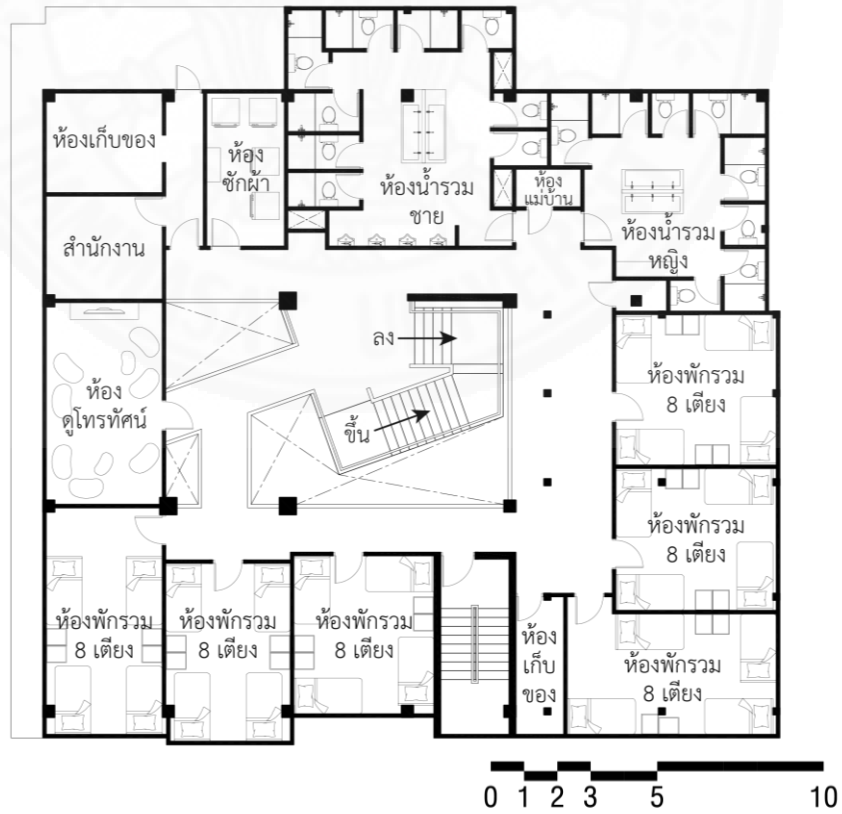 ห้องเก็บของ
ห้อง
ซักผ้า
ห้องน้ำรวม
ชาย
ห้อง
แม่บ้าน
ห้องน้ำรวม
หญิง
สำนักงาน
ห้อง
ดูโทรทัศน์
ลง
ขึ้น
ห้องพักรวม
8 เตียง
ห้องพักรวม
8 เตียง
ห้องพักรวม
8 เตียง
ห้องพักรวม
8 เตียง
ห้องพักรวม
8 เตียง
ห้อง
เก็บ
ของ
ห้องพักรวม
8 เตียง
0 1 2 3 5 10